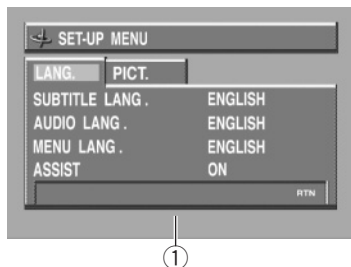 SET-UP MENU
LANG. PICT.
SUBTITLE LANG. ENGLISH
AUDIO LANG. ENGLISH
MENU LANG. ENGLISH
ASSIST ON
RTN
1